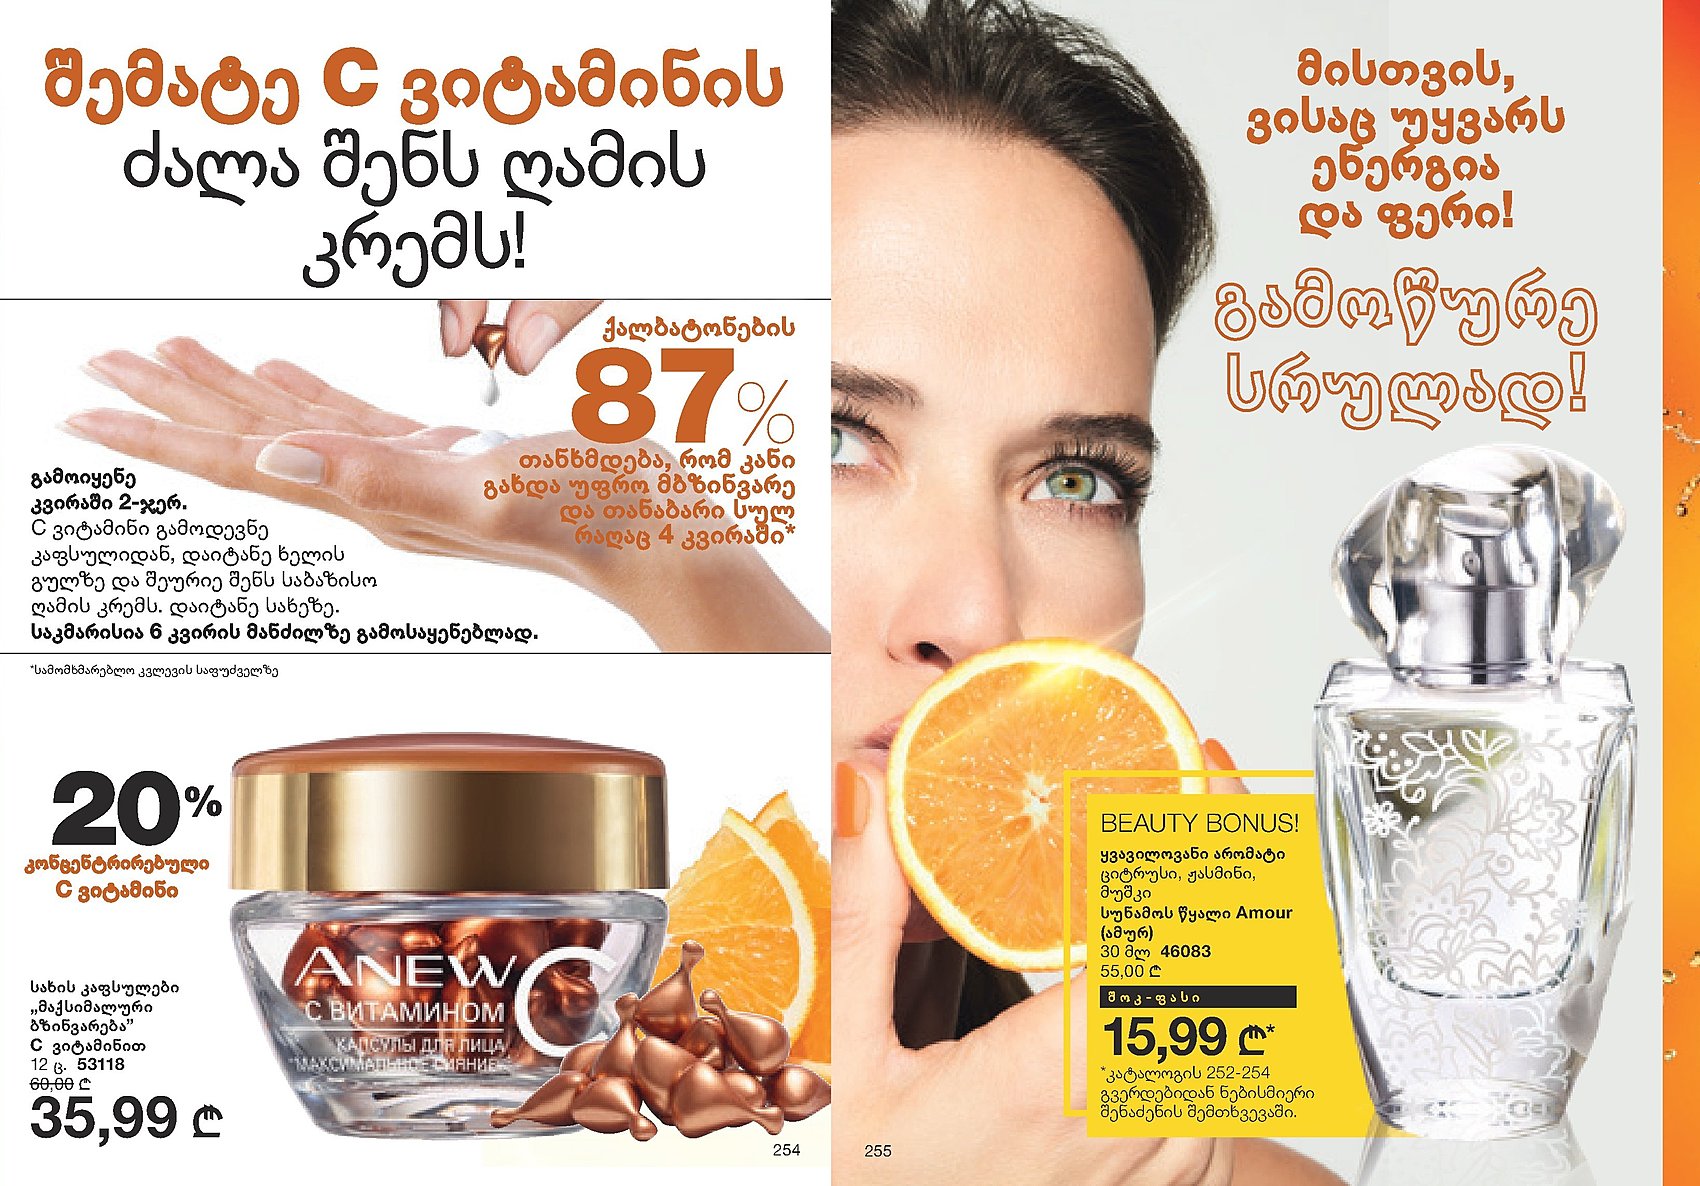 შემატე C ვიტამინის
ძალა შენს ღამის
კრემს!
ქალბატონების
87%
თანხმდება, რომ კანი
გახდა უფრო მბზინვარე
და თანაბარი სულ
რაღაც 4 კვირაში*
გამოიყენე
კვირაში 2-ჯერ.
C ვიტამინი გამოდევნე
კაფსულიდან, დაიტანე ხელის
გულზე და შეურიე შენს საბაზისო
ღამის კრემს. დაიტანე სახეზე.
საკმარისია 6 კვირის მანძილზე გამოსაყენებლად.
*სამომხმარებლო კვლევის საფუძველზე
20%
კონცენტრირებული
C ვიტამინი
ANEW C
С ВИТАМИНОМ
КАПСУЛЫ ДЛЯ ЛИЦА
"МАКСИМАЛЬНОЕ СИЯНИЕ"
სახის კაფსულები
„მაქსიმალური
ბზინვარება”
C ვიტამინით
12 ც. 53118
60,00 ₾
35,99 ₾
254
მისთვის,
ვისაც უყვარს
ენერგია
და ფერი!
გამოწურე
სრულად!
BEAUTY BONUS!
ყვავილოვანი არომატი
ციტრუსი, ჟასმინი,
მუშკი
სუნამოს წყალი Amour
(ამურ)
30 მლ 46083
55,00 ₾
შოკ-ფასი
15,99 ₾*
*კატალოგის 252-254
გვერდებიდან ნებისმიერი
შენაძენის შემთხვევაში.
255